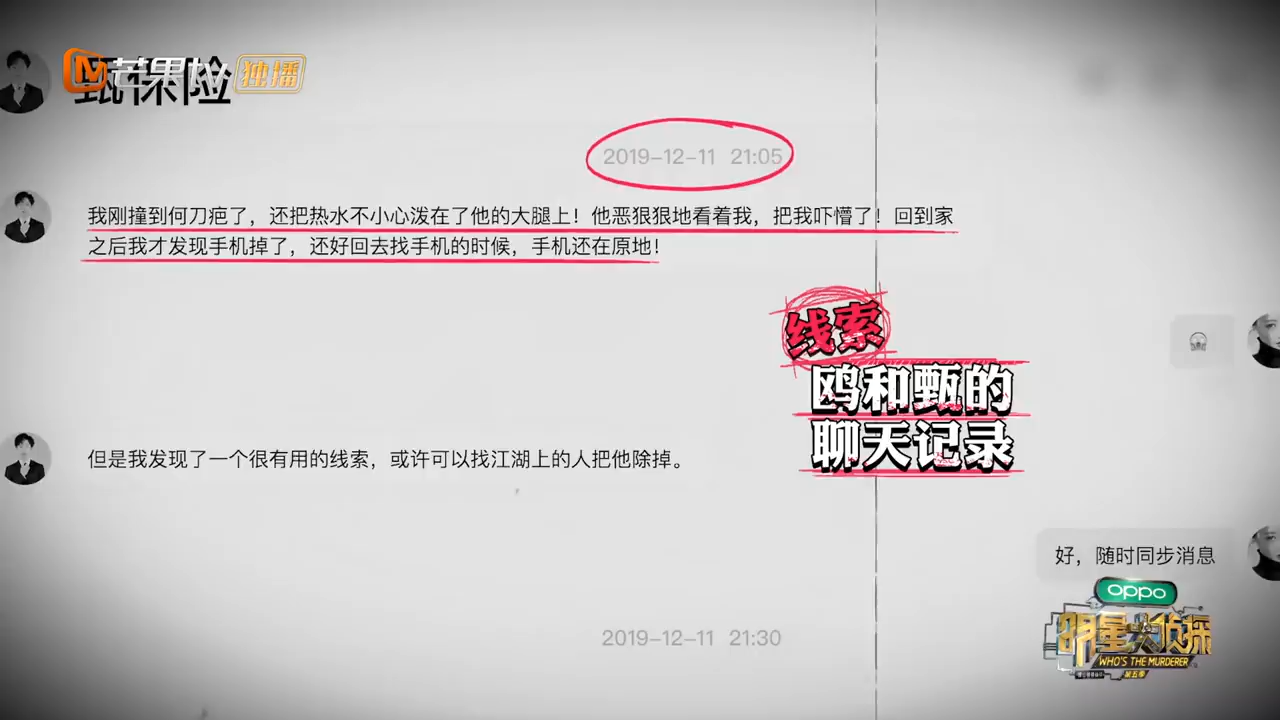 芒果TV 独播
甄保险
2019-12-11 21:05
我刚撞到何刀疤了，还把热水不小心泼在了他的大腿上！他恶狠狠地看着我，把我吓懵了！回到家
之后我才发现手机掉了，还好回去找手机的时候，手机还在原地！
线索
鸥和甄的
聊天记录
但是我发现了一个很有用的线索，或许可以找江湖上的人把他除掉。
好，随时同步消息
oppo
明星大侦探
WHO'S THE MURDERER
第五季
2019-12-11 21:30